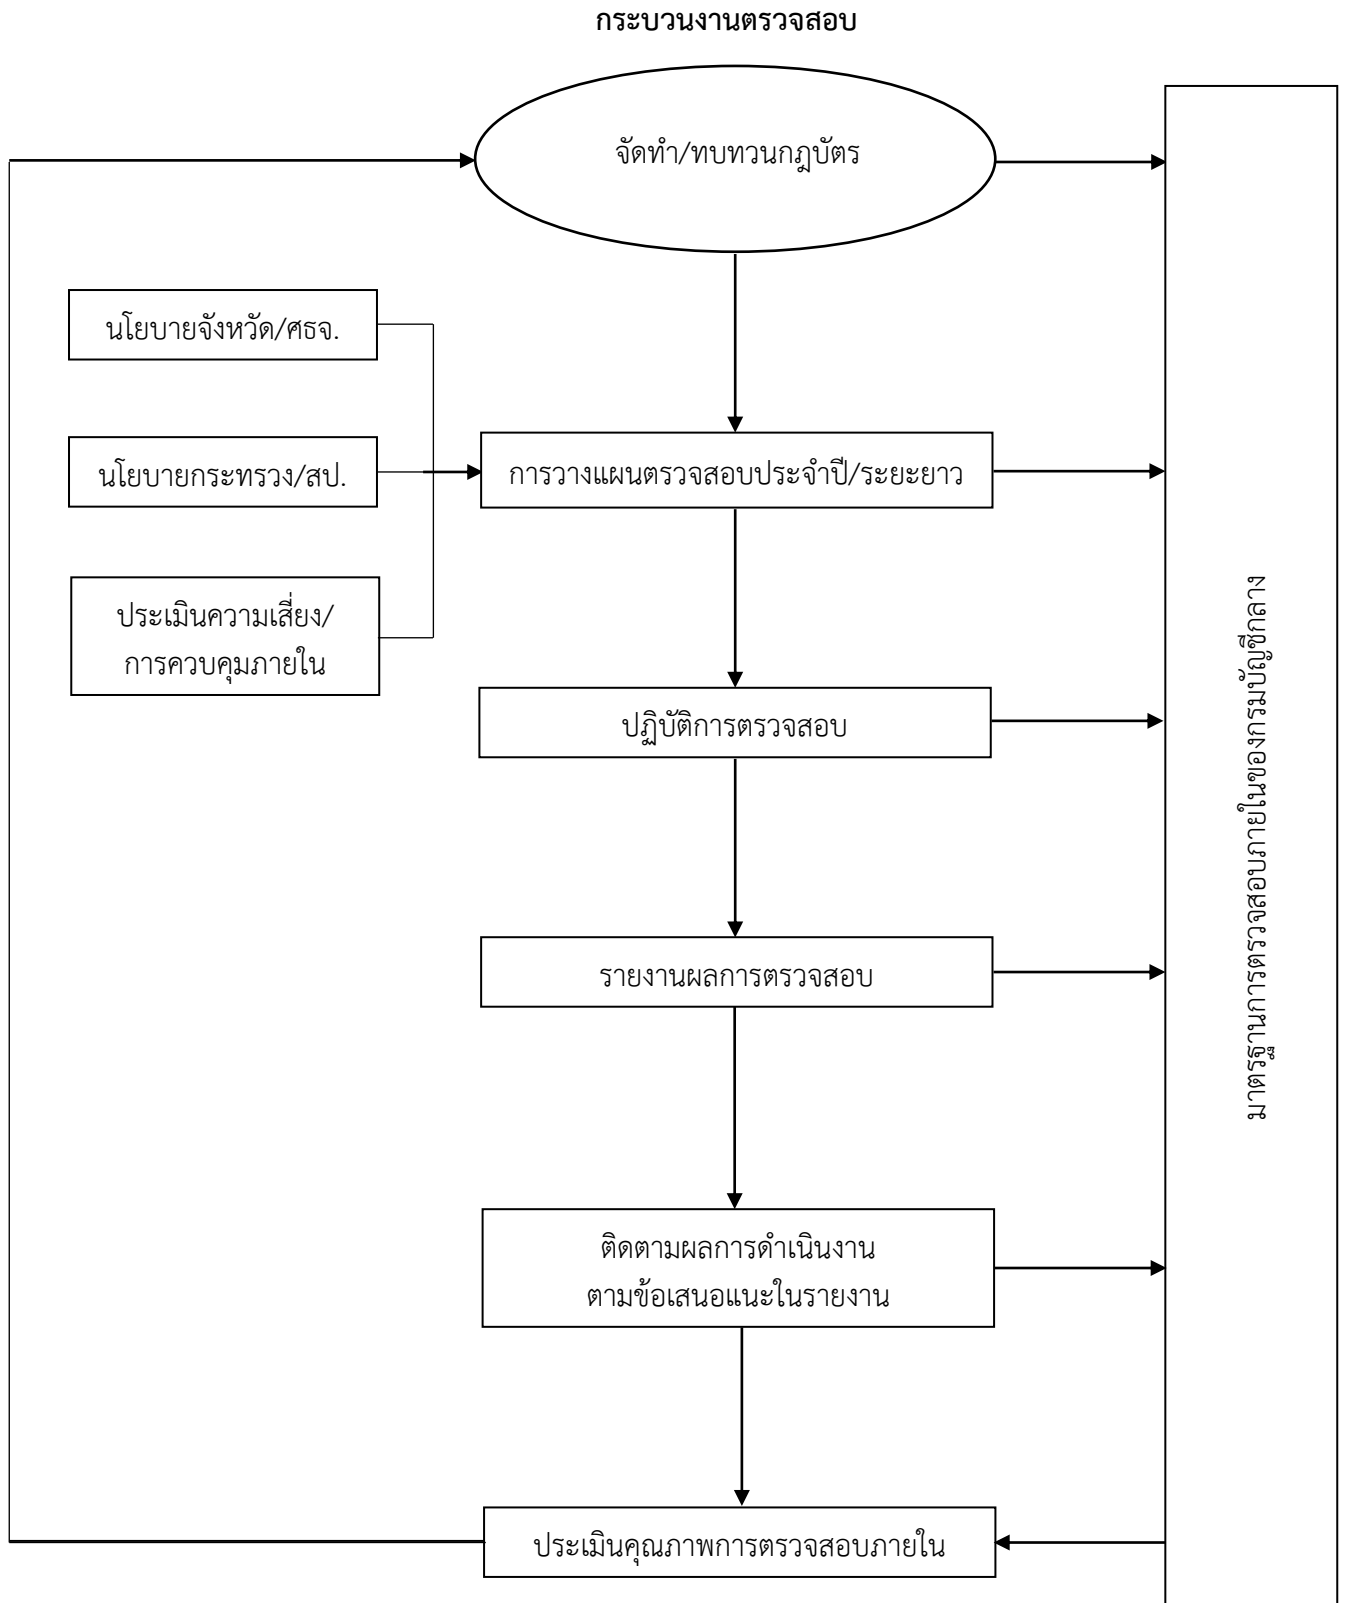 กระบวนงานตรวจสอบ
จัดทำ/ทบทวนกฎบัตร
นโยบายจังหวัด/ศธจ.
นโยบายกระทรวง/สป.
การวางแผนตรวจสอบประจำปี/ระยะยาว
ประเมินความเสี่ยง/
การควบคุมภายใน
ปฏิบัติการตรวจสอบ
รายงานผลการตรวจสอบ
ติดตามผลการดำเนินงาน
ตามข้อเสนอแนะในรายงาน
ประเมินคุณภาพการตรวจสอบภายใน
มาตรฐานการตรวจสอบภายในของกรมบัญชีกลาง